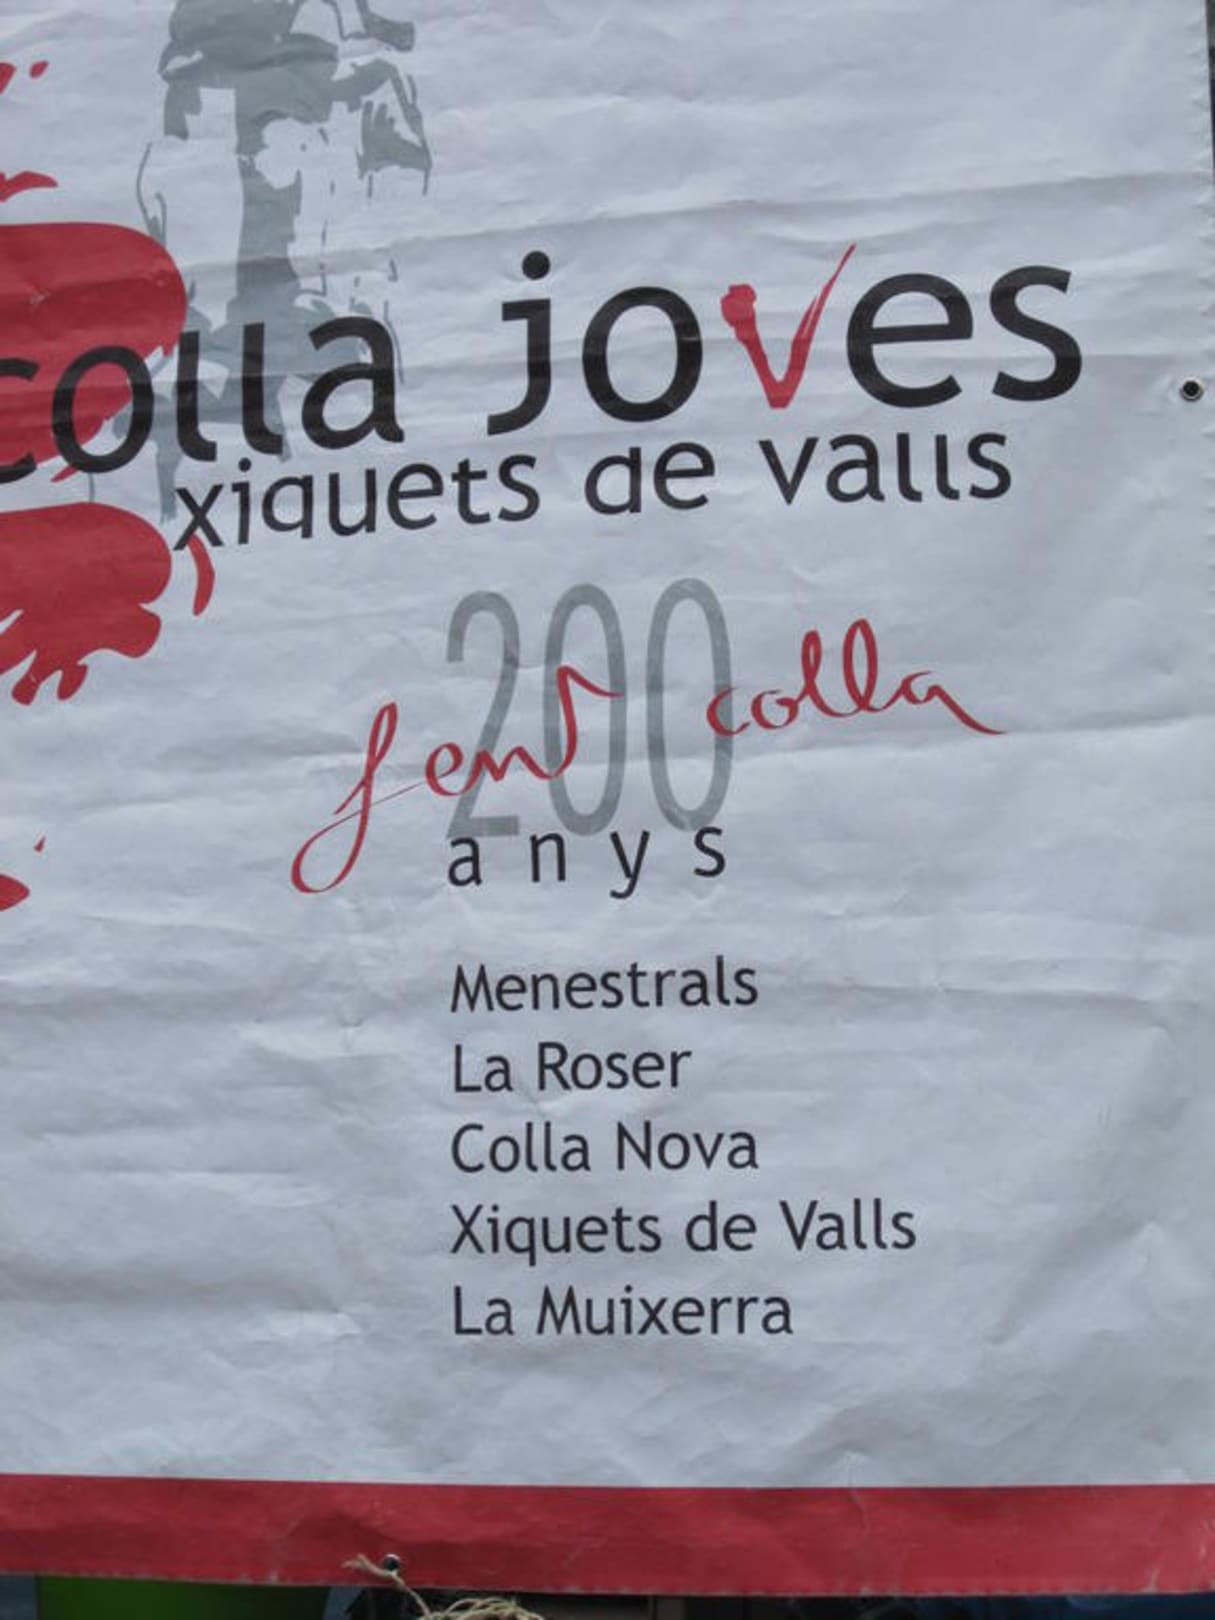 colla joves
xiquets de valls
200
fent colla
anys
Menestrals
La Roser
Colla Nova
Xiquets de Valls
La Muixerra